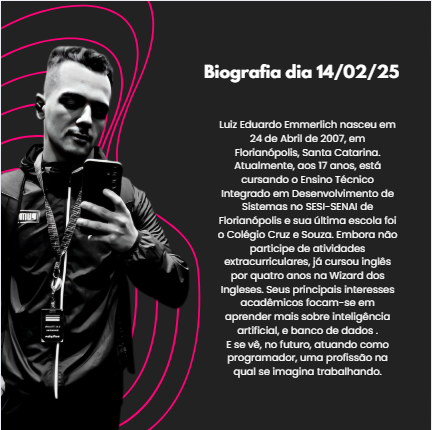 Biografia dia 14/02/25
Luiz Eduardo Emmerlich nasceu em
24 de Abril de 2007, em
Florianópolis, Santa Catarina.
Atualmente, aos 17 anos, está
cursando o Ensino Técnico
Integrado em Desenvolvimento de
Sistemas no SESI-SENAI de
Florianópolis e sua última escola foi
o Colégio Cruz e Souza. Embora não
participe de atividades
extracurriculares, já cursou inglês
por quatro anos na Wizard dos
Ingleses. Seus principais interesses
acadêmicos focam-se em
aprender mais sobre inteligência
artificial, e banco de dados .
E se vê, no futuro, atuando como
programador, uma profissão na
qual se imagina trabalhando.